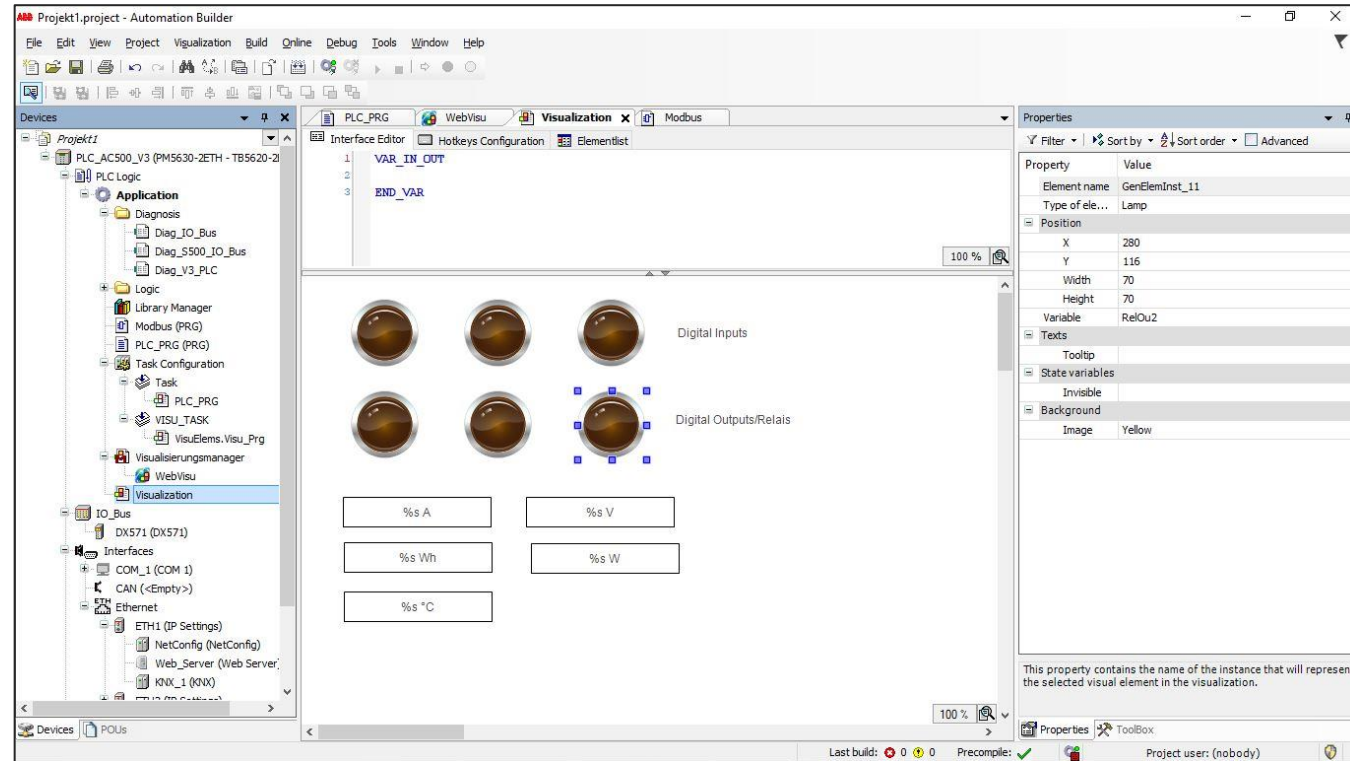 ABB Projekt1.project - Automation Builder
File Edit View Project Visualization Build Online Debug Tools Window Help
Devices
Projekt1
PLC_AC500_V3 (PM5630-2ETH - TB5620-2
PLC Logic
Application
Diagnosis
Diag_IO_Bus
Diag_S500_IO_Bus
Diag_V3_PLC
Logic
Library Manager
Modbus (PRG)
PLC_PRG (PRG)
Task Configuration
Task
PLC_PRG
VISU_TASK
VisuElems.Visu_Prg
Visualisierungsmanager
WebVisu
Visualization
IO_Bus
DX571 (DX571)
Interfaces
COM_1 (COM 1)
CAN (<Empty>)
ETH Ethernet
ETH1 (IP Settings)
NetConfig (NetConfig)
Web_Server (Web Server
KNX_1 (KNX)
Devices POUs
PLC_PRG WebVisu Visualization Modbus
Interface Editor Hotkeys Configuration Elementlist
1 VAR_IN_OUT
2
3 END_VAR
100 %
Digital Inputs
Digital Outputs/Relais
%s A %s V
%s Wh %s W
%s °C
100 %
Properties
Filter Sort by Sort order Advanced
Property Value
Element name GenElemInst_11
Type of ele... Lamp
Position
X 280
Y 116
Width 70
Height 70
Variable RelOu2
Texts
Tooltip
State variables
Invisible
Background
Image Yellow
This property contains the name of the instance that will represen
the selected visual element in the visualization.
Properties ToolBox
Last build: 0 0 Precompile: Project user: (nobody)